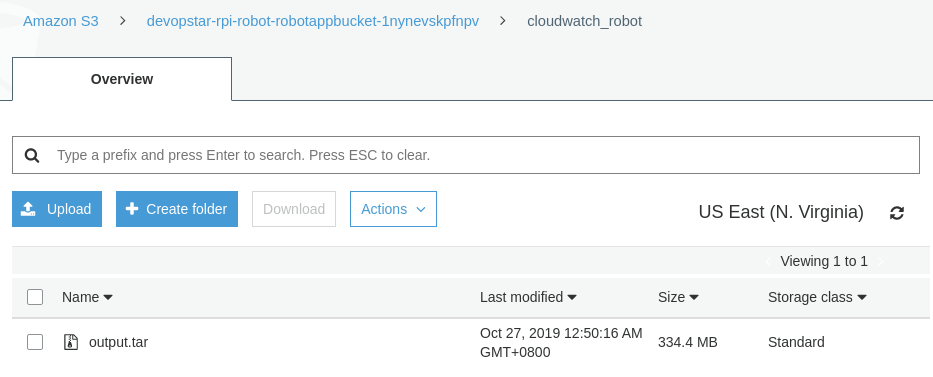 Amazon S3 > devopstar-rpi-robot-robotappbucket-1nynevskpfnpv > cloudwatch_robot
Overview
Type a prefix and press Enter to search. Press ESC to clear.
Upload Create folder Download Actions US East (N. Virginia)
Viewing 1 to 1
Name Last modified Size Storage class
output.tar Oct 27, 2019 12:50:16 AM 334.4 MB Standard
GMT+0800